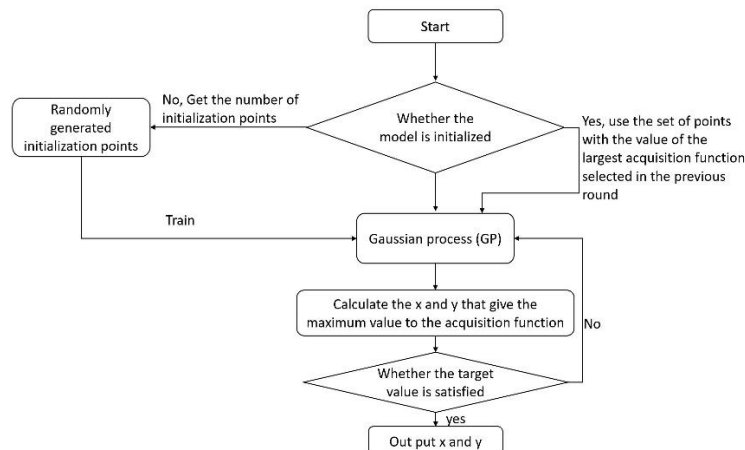 Start
No, Get the number of
initialization points
Whether the
model is initialized
Yes, use the set of points
with the value of the
largest acquisition function
selected in the previous
round
Randomly
generated
initialization points
Train
Gaussian process (GP)
Calculate the x and y that give the
maximum value to the acquisition function
No
Whether the target
value is satisfied
yes
Out put x and y